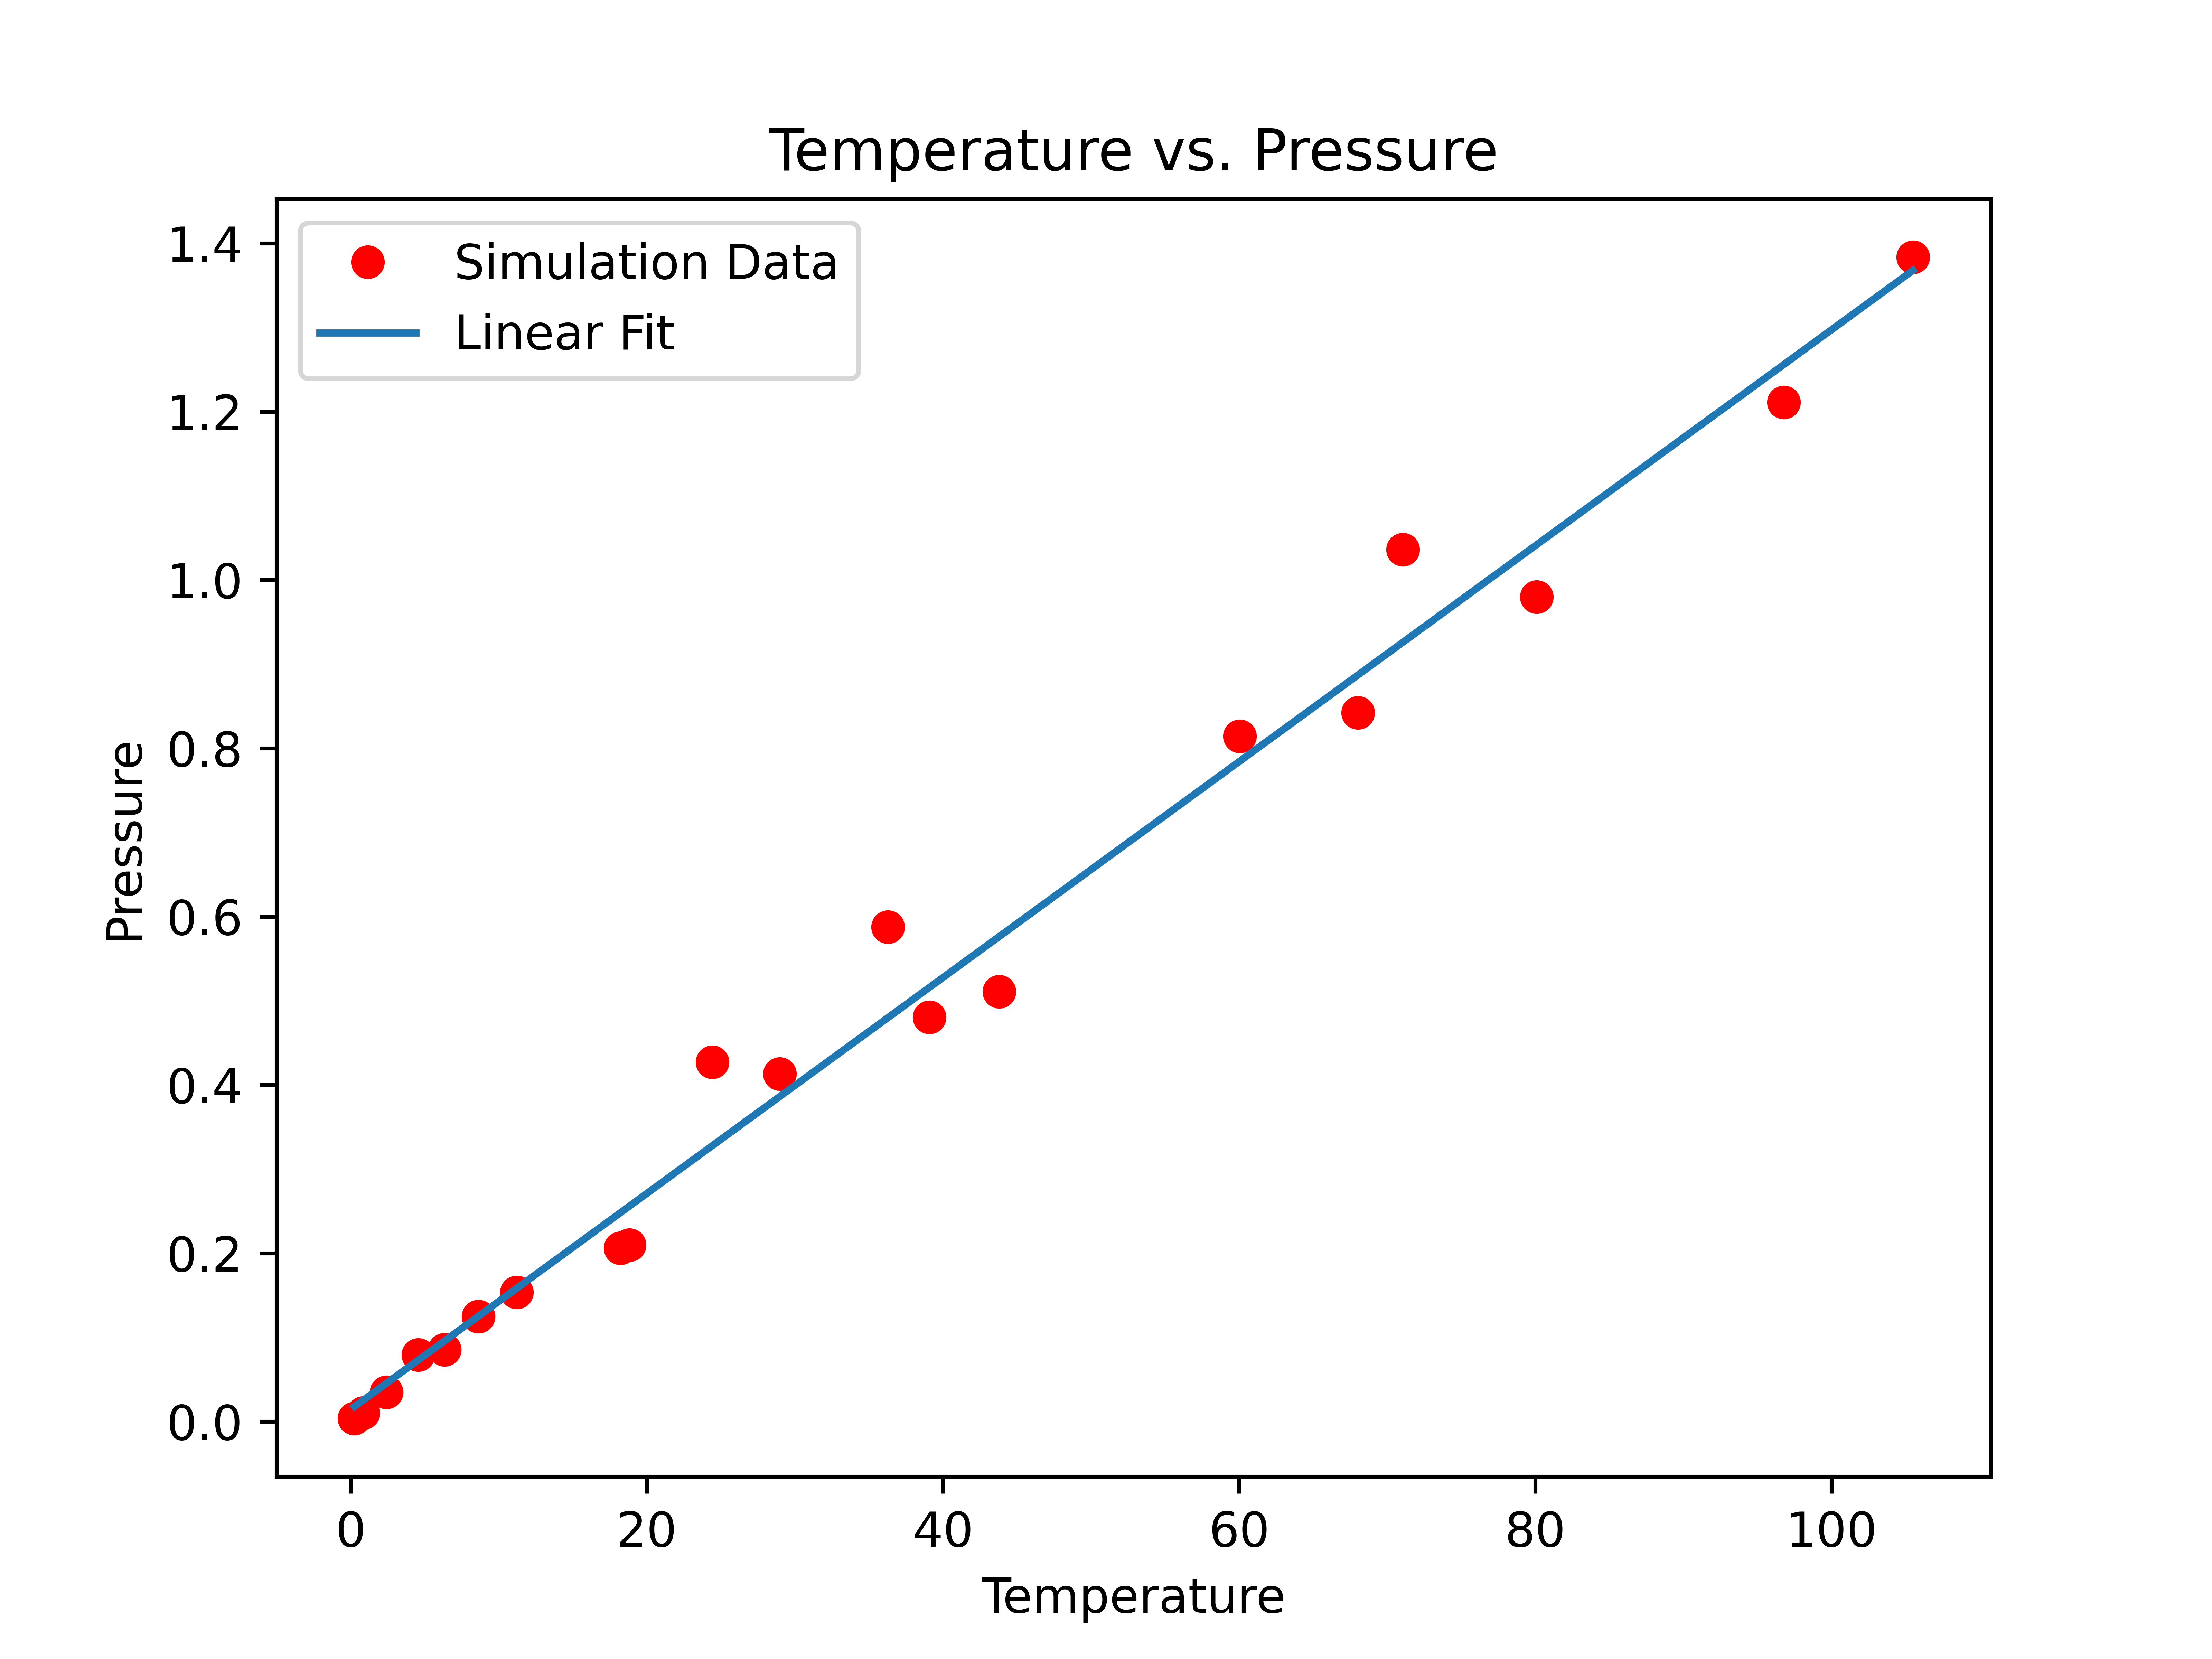 Temperature vs. Pressure
Simulation Data
Linear Fit
1.4
1.2
1.0
0.8
0.6
0.4
0.2
0.0
Pressure
0 20 40 60 80 100
Temperature